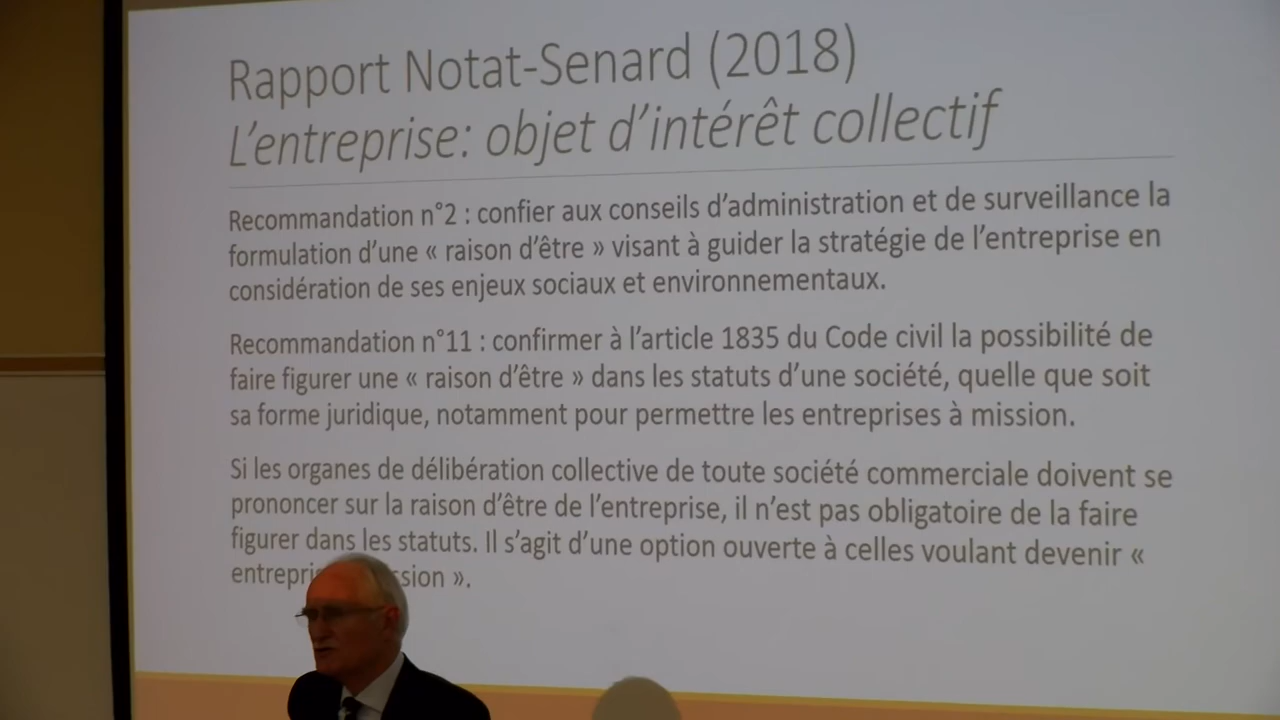 Rapport Notat-Senard (2018)
L'entreprise: objet d'intérêt collectif
Recommandation n°2 : confier aux conseils d'administration et de surveillance la
formulation d'une « raison d'être » visant à guider la stratégie de l'entreprise en
considération de ses enjeux sociaux et environnementaux.
Recommandation n°11 : confirmer à l'article 1835 du Code civil la possibilité de
faire figurer une « raison d'être » dans les statuts d'une société, quelle que soit
sa forme juridique, notamment pour permettre les entreprises à mission.
Si les organes de délibération collective de toute société commerciale doivent se
prononcer sur la raison d'être de l'entreprise, il n'est pas obligatoire de la faire
figurer dans les statuts. Il s'agit d'une option ouverte à celles voulant devenir «
».